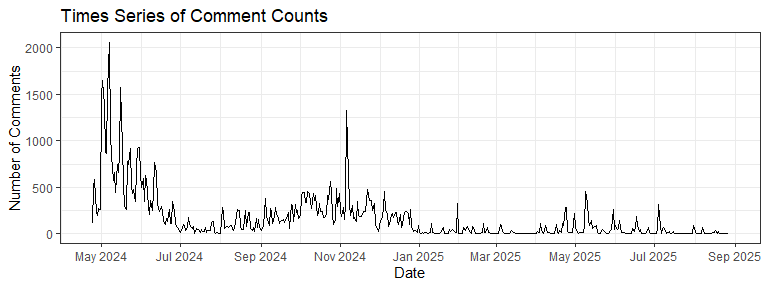 Times Series of Comment Counts
Number of Comments
2000
1500
1000
500
0
May 2024 Jul 2024 Sep 2024 Nov 2024 Jan 2025 Mar 2025 May 2025 Jul 2025 Sep 2025
Date